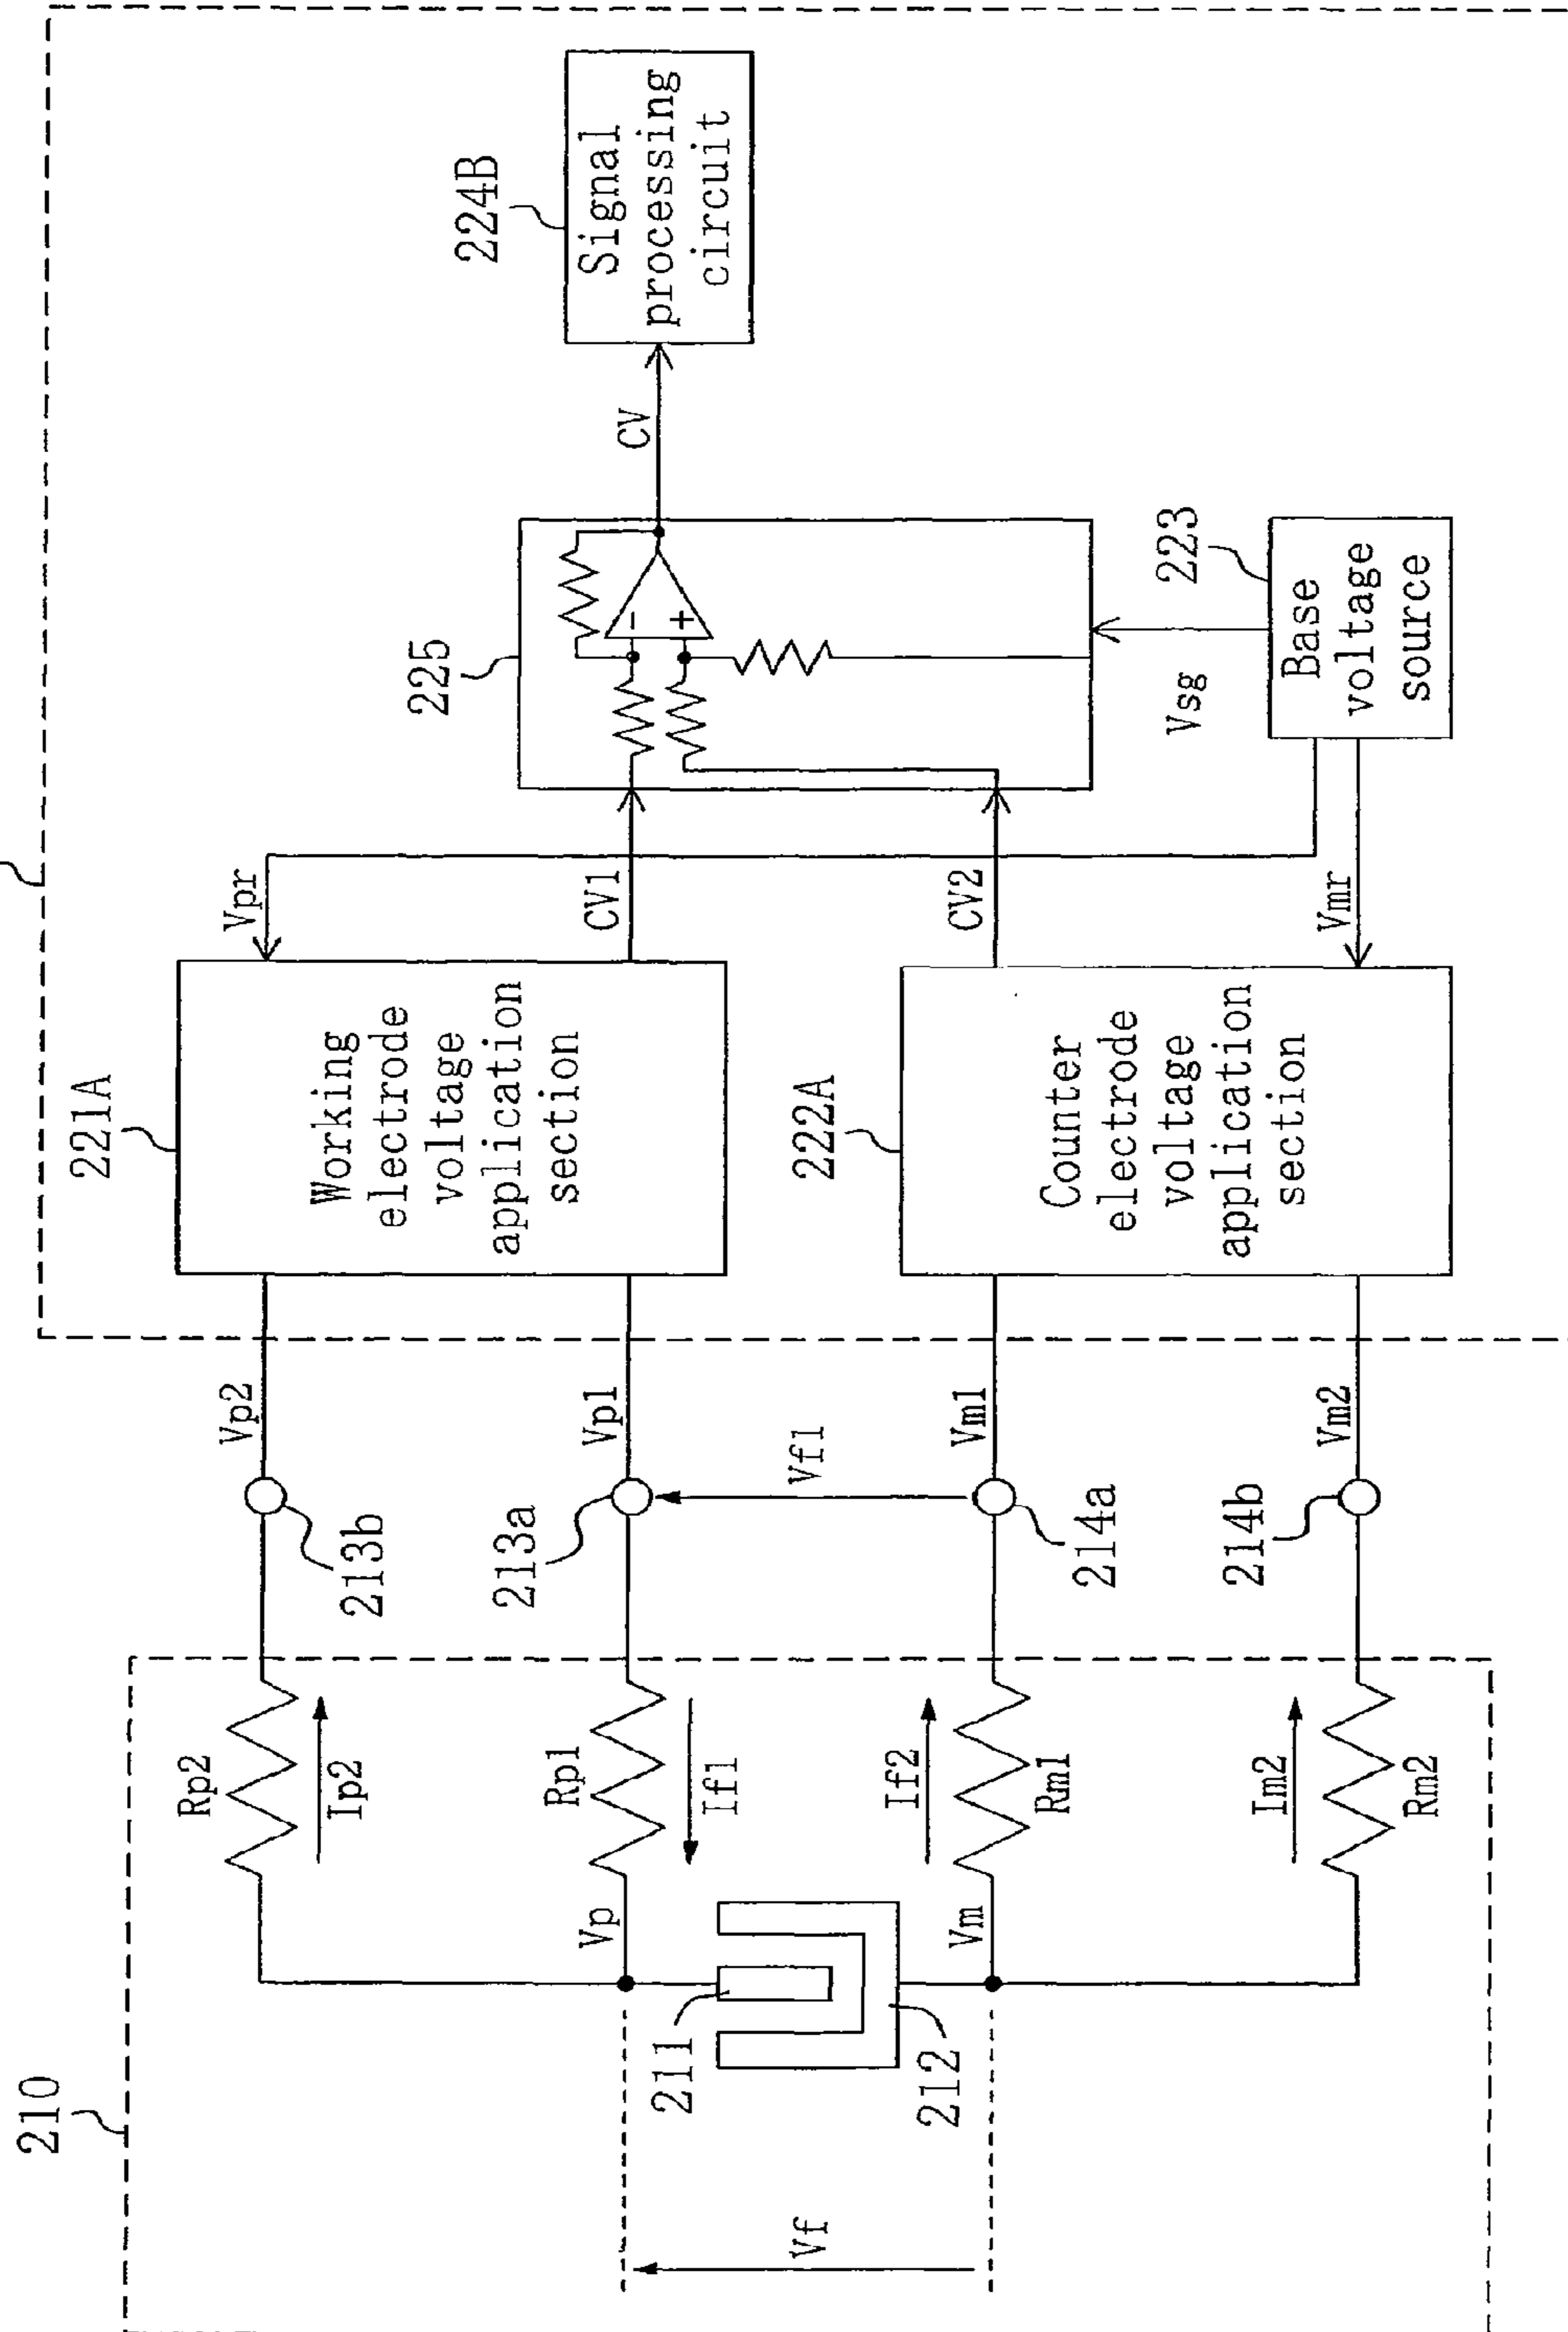 210
Vf
211
212
Vp
Vm
Rp2
Ip2
Rp1
If1
If2
Rm1
Im2
Rm2
213b
213a
214a
214b
Vp2
Vp1
Vf1
Vm1
Vm2
221A
Working
electrode
voltage
application
section
222A
Counter
electrode
voltage
application
section
Vpr
CV1
CV2
Vmr
225
-
+
Vsg
223
Base
voltage
source
CV
224B
Signal
processing
circuit